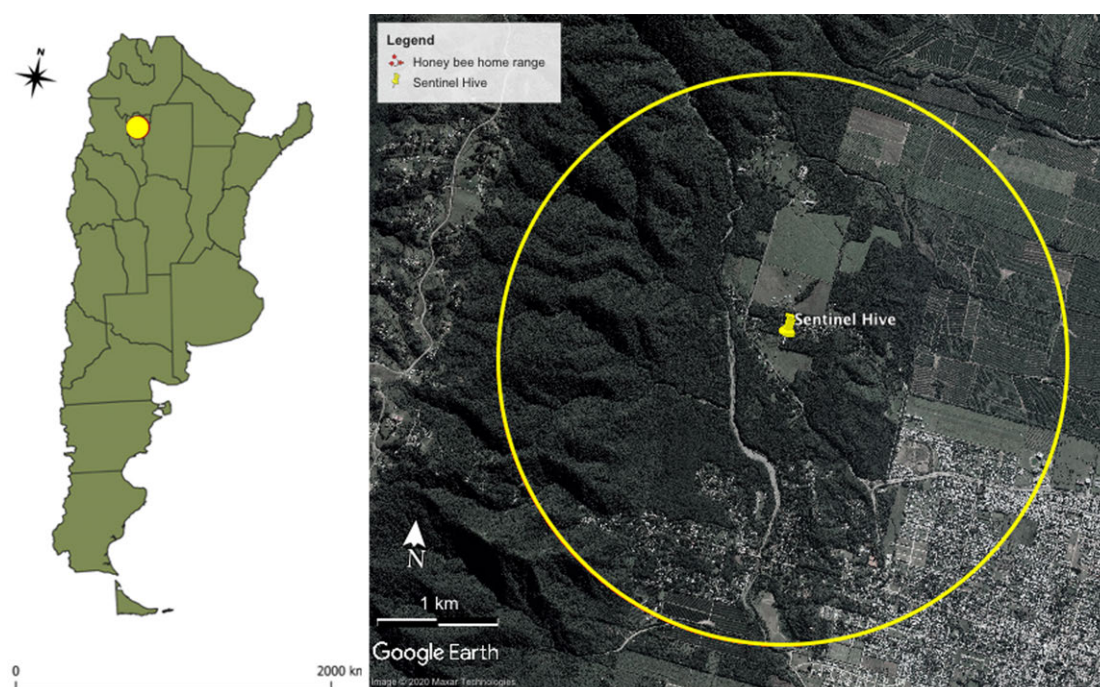 N
0
2000 kn
Legend
Honey bee home range
Sentinel Hive
Sentinel Hive
N
1 km
Google Earth
Image © 2020 Maxar Technologies